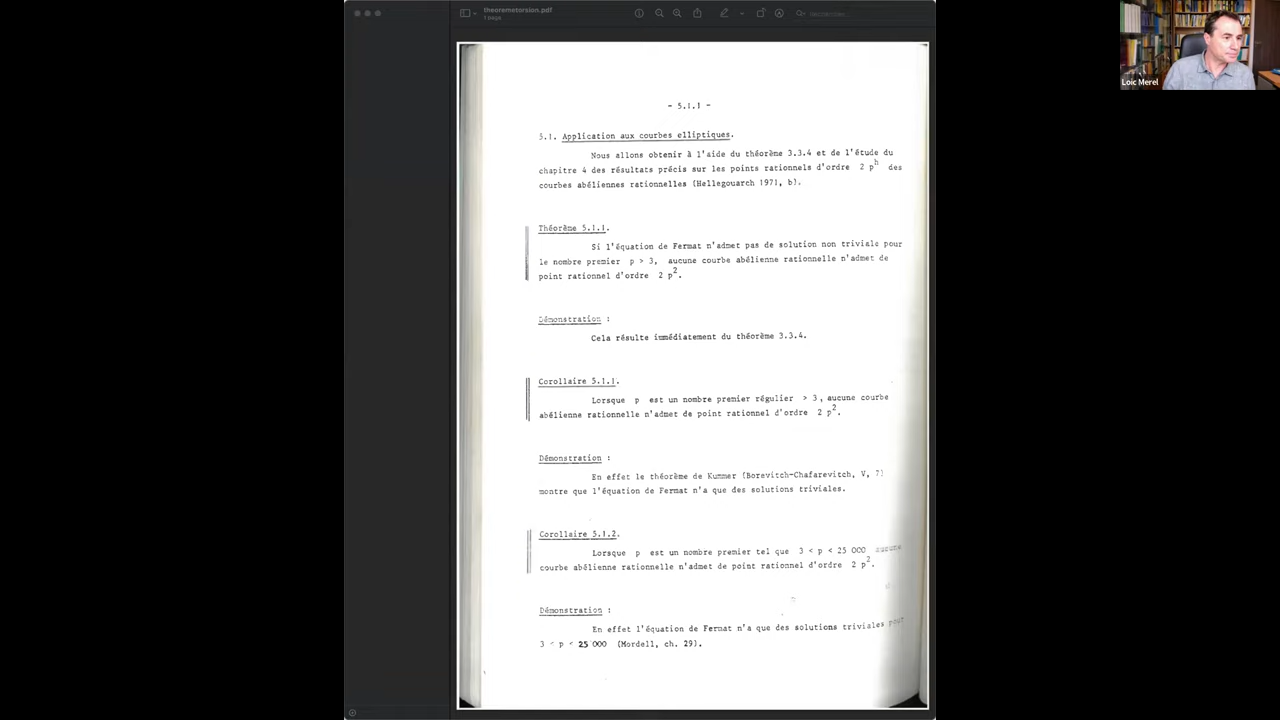 theoremetorsion.pdf
1 page
Loic Merel
- 5.1.1 -
5.1. Application aux courbes elliptiques.
Nous allons obtenir à l'aide du théorème 3.3.4 et de l'étude du
chapitre 4 des résultats précis sur les points rationnels d'ordre 2 p^h des
courbes abéliennes rationnelles (Hellegouarch 1971, b).
Théorème 5.1.1.
Si l'équation de Fermat n'admet pas de solution non triviale pour
le nombre premier p > 3, aucune courbe abélienne rationnelle n'admet de
point rationnel d'ordre 2 p².
Démonstration :
Cela résulte immédiatement du théorème 3.3.4.
Corollaire 5.1.1.
Lorsque p est un nombre premier régulier > 3, aucune courbe
abélienne rationnelle n'admet de point rationnel d'ordre 2 p².
Démonstration :
En effet le théorème de Kummer (Borevitch-Chafarevitch, V, 7)
montre que l'équation de Fermat n'a que des solutions triviales.
Corollaire 5.1.2.
Lorsque p est un nombre premier tel que 3 < p < 25 000 aucune
courbe abélienne rationnelle n'admet de point rationnel d'ordre 2 p².
Démonstration :
En effet l'équation de Fermat n'a que des solutions triviales pour
3 < p < 25 000 (Mordell, ch. 29).